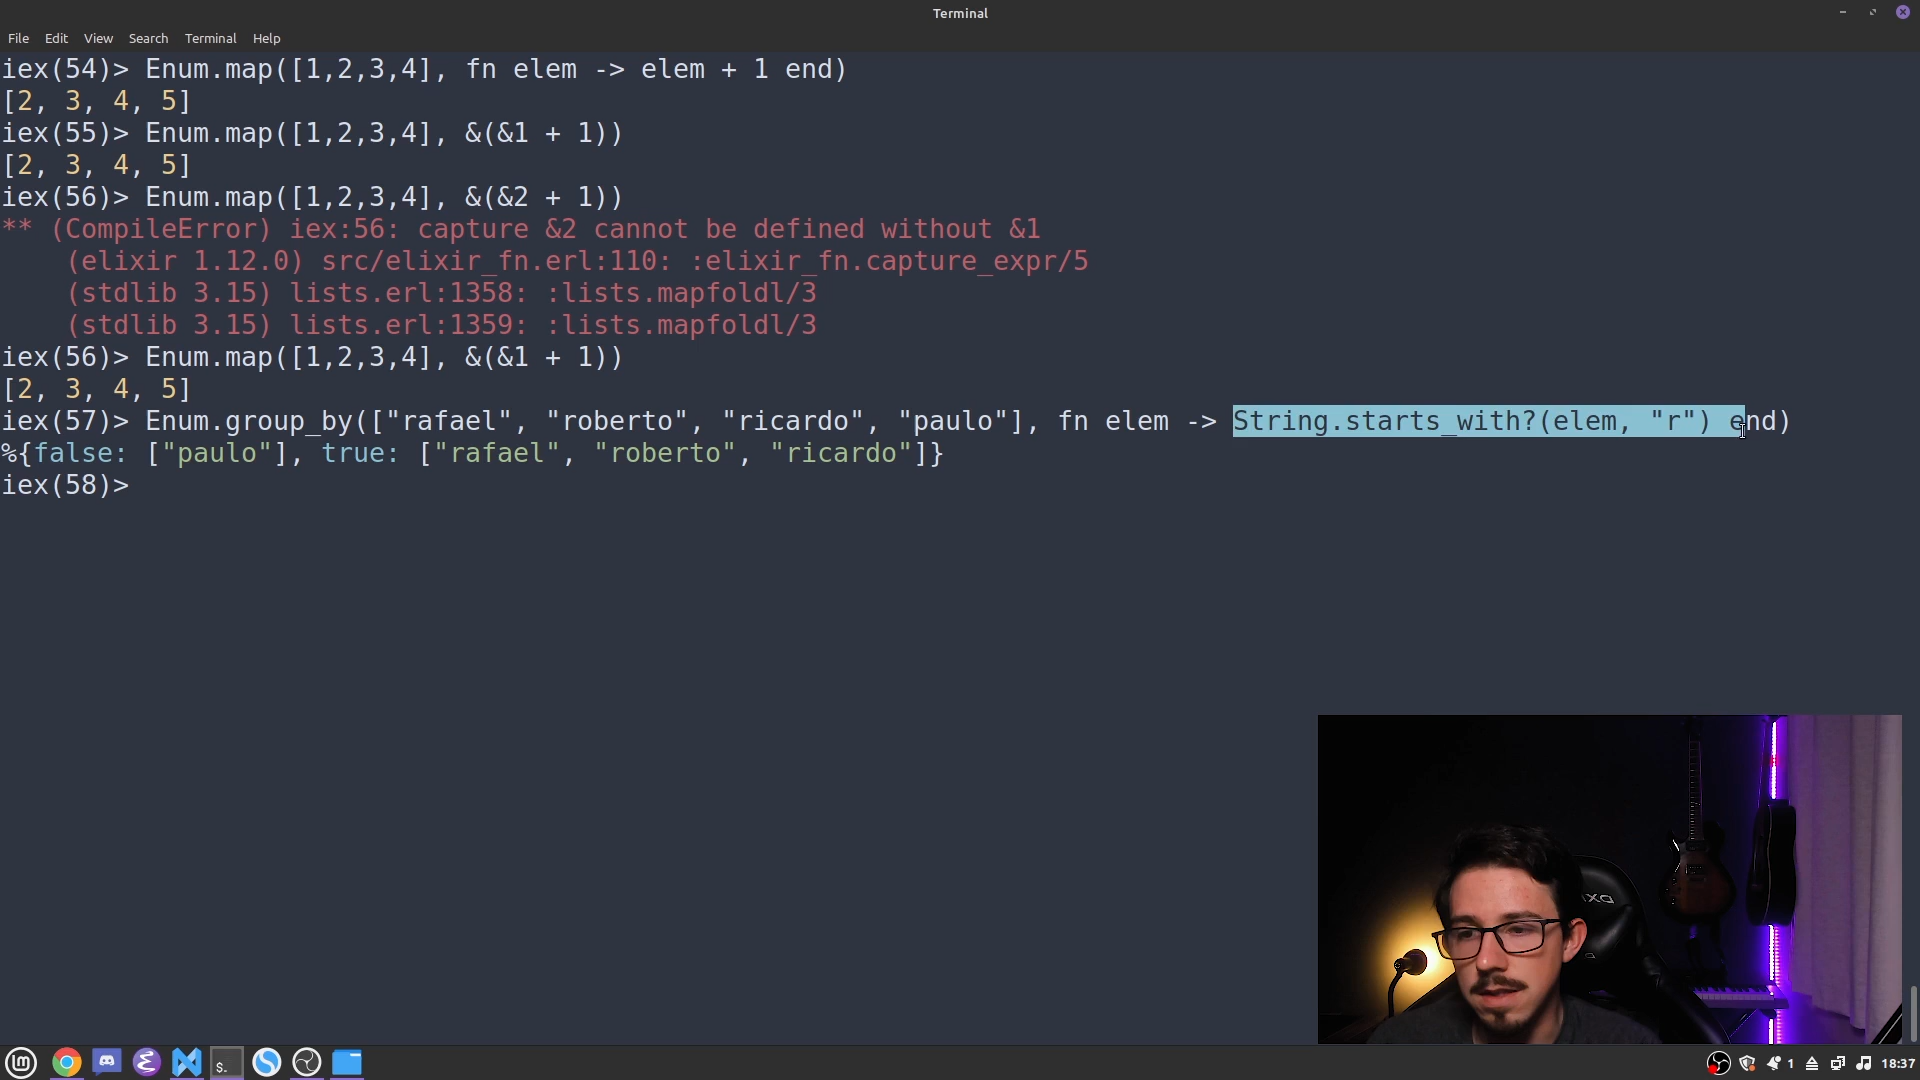 Terminal
File Edit View Search Terminal Help
iex(54)> Enum.map([1,2,3,4], fn elem -> elem + 1 end)
[2, 3, 4, 5]
iex(55)> Enum.map([1,2,3,4], &(&1 + 1))
[2, 3, 4, 5]
iex(56)> Enum.map([1,2,3,4], &(&2 + 1))
** (CompileError) iex:56: capture &2 cannot be defined without &1
    (elixir 1.12.0) src/elixir_fn.erl:110: :elixir_fn.capture_expr/5
    (stdlib 3.15) lists.erl:1358: :lists.mapfoldl/3
    (stdlib 3.15) lists.erl:1359: :lists.mapfoldl/3
iex(56)> Enum.map([1,2,3,4], &(&1 + 1))
[2, 3, 4, 5]
iex(57)> Enum.group_by(["rafael", "roberto", "ricardo", "paulo"], fn elem -> String.starts_with?(elem, "r") end)
%{false: ["paulo"], true: ["rafael", "roberto", "ricardo"]}
iex(58)>
$_
1 18:37